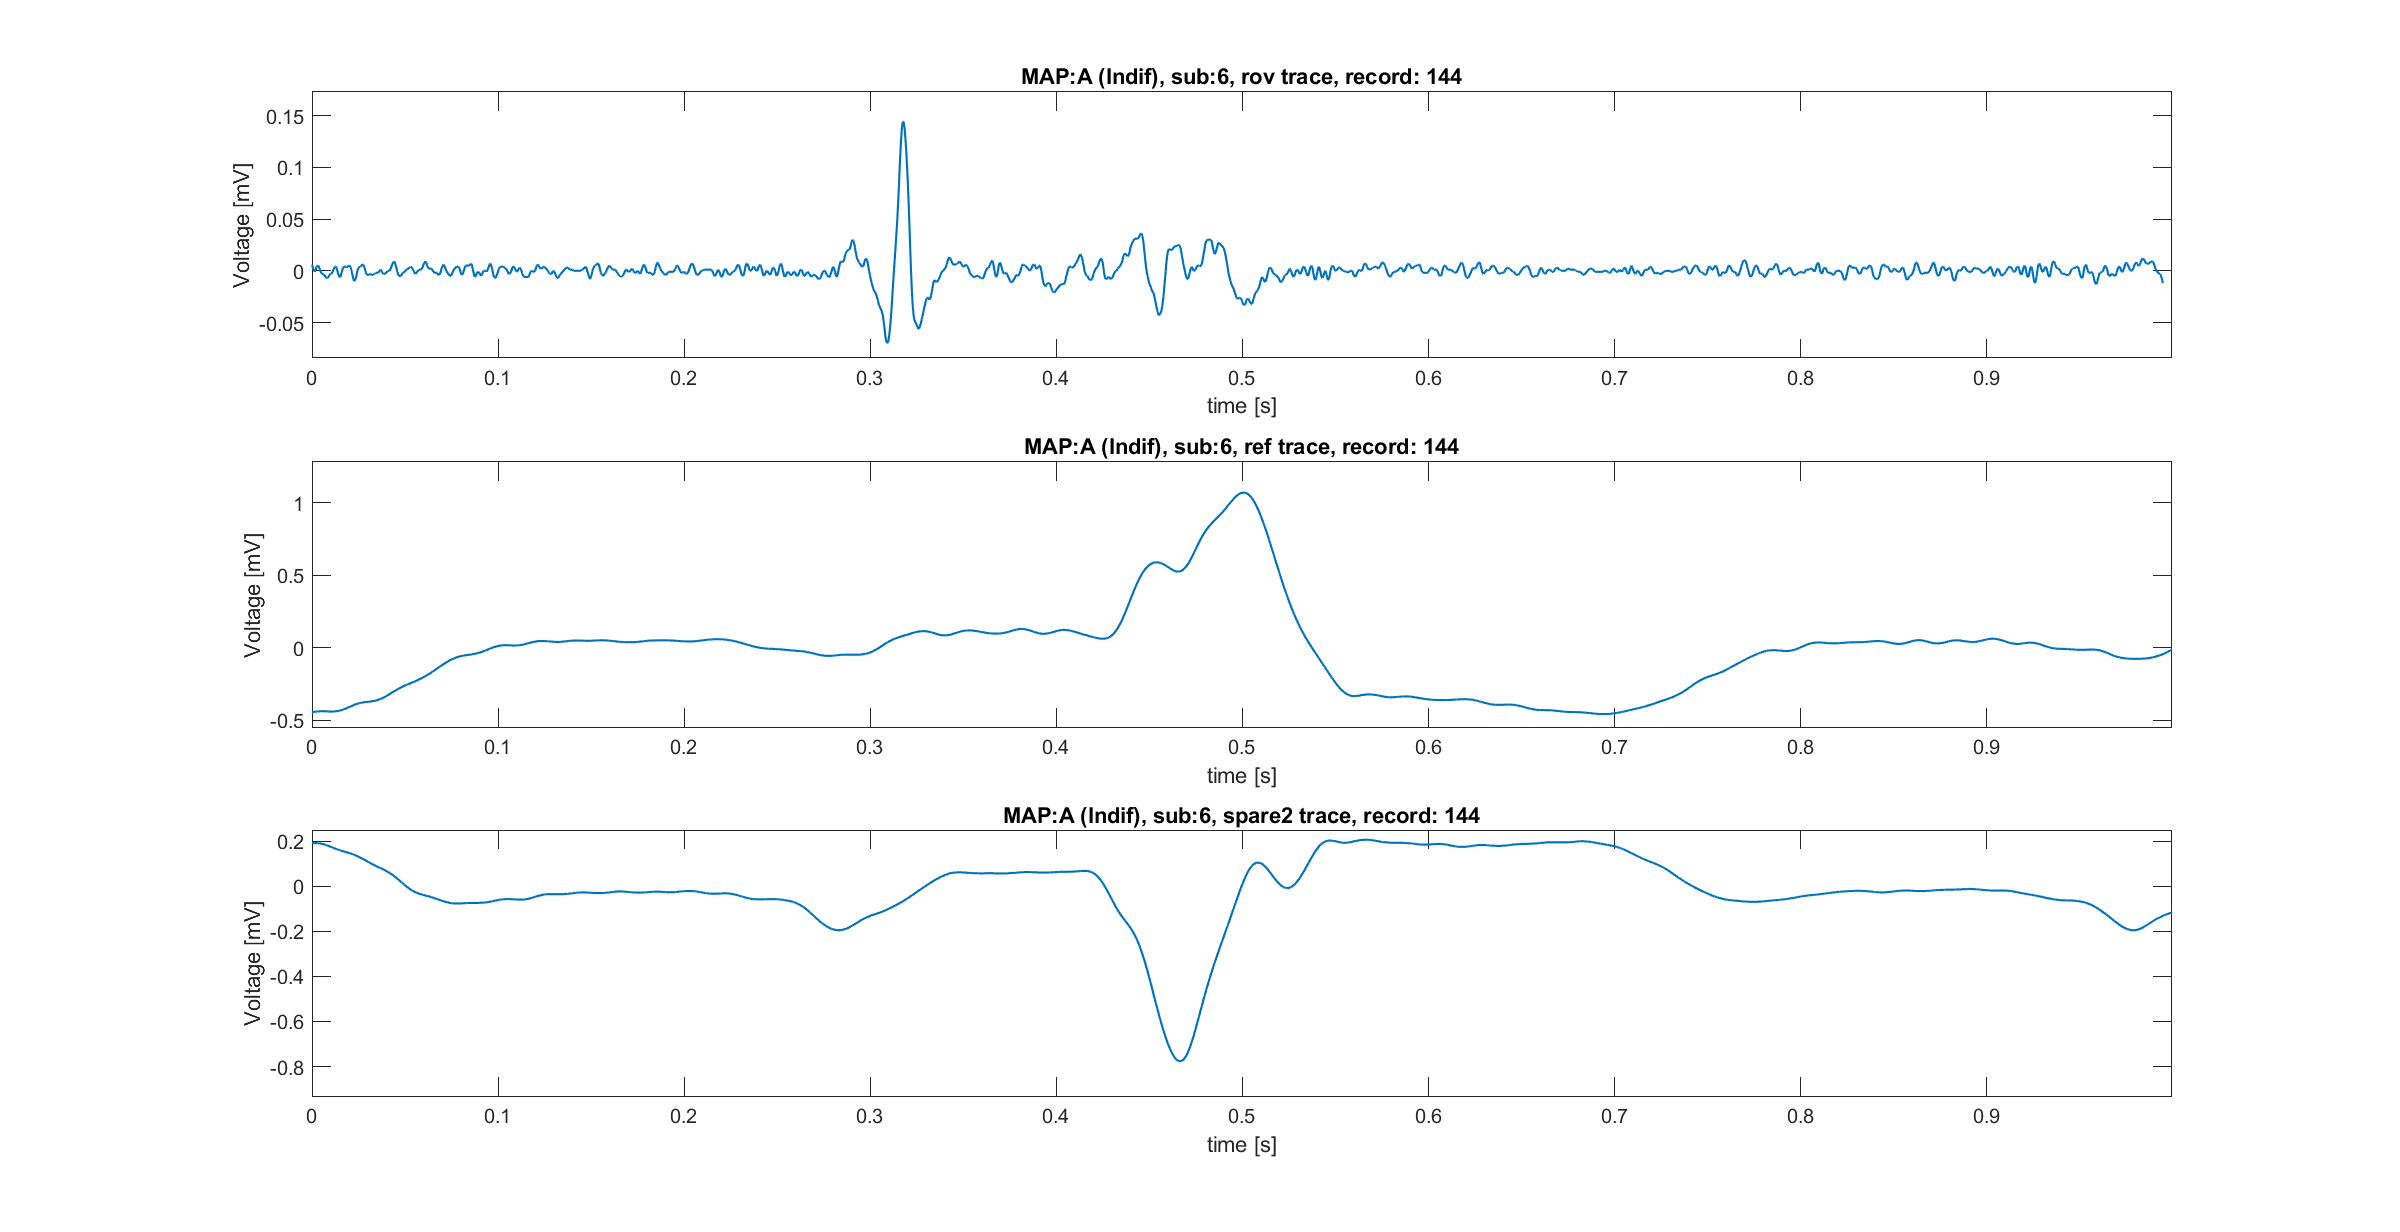 MAP:A (Indif), sub:6, rov trace, record: 144
Voltage [mV]
0.15
0.1
0.05
0
-0.05
0 0.1 0.2 0.3 0.4 0.5 0.6 0.7 0.8 0.9
time [s]
MAP:A (Indif), sub:6, ref trace, record: 144
Voltage [mV]
1
0.5
0
-0.5
0 0.1 0.2 0.3 0.4 0.5 0.6 0.7 0.8 0.9
time [s]
MAP:A (Indif), sub:6, spare2 trace, record: 144
Voltage [mV]
0.2
0
-0.2
-0.4
-0.6
-0.8
0 0.1 0.2 0.3 0.4 0.5 0.6 0.7 0.8 0.9
time [s]